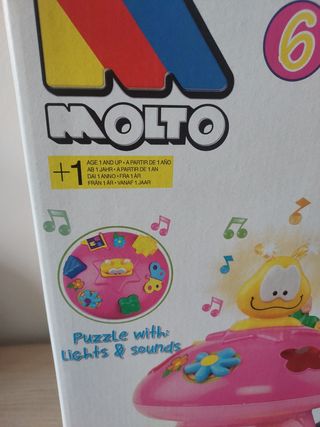 6
MOLTO
+1
AGE 1 AND UP • A PARTIR DE 1 AÑO
AB 1 JAHR • A PARTIR DE 1 AN
DAI 1 ANNO • FRA 1 ÅR
FRÅN 1 ÅR • VANAF 1 JAAR
Puzzle with:
Lights & sounds